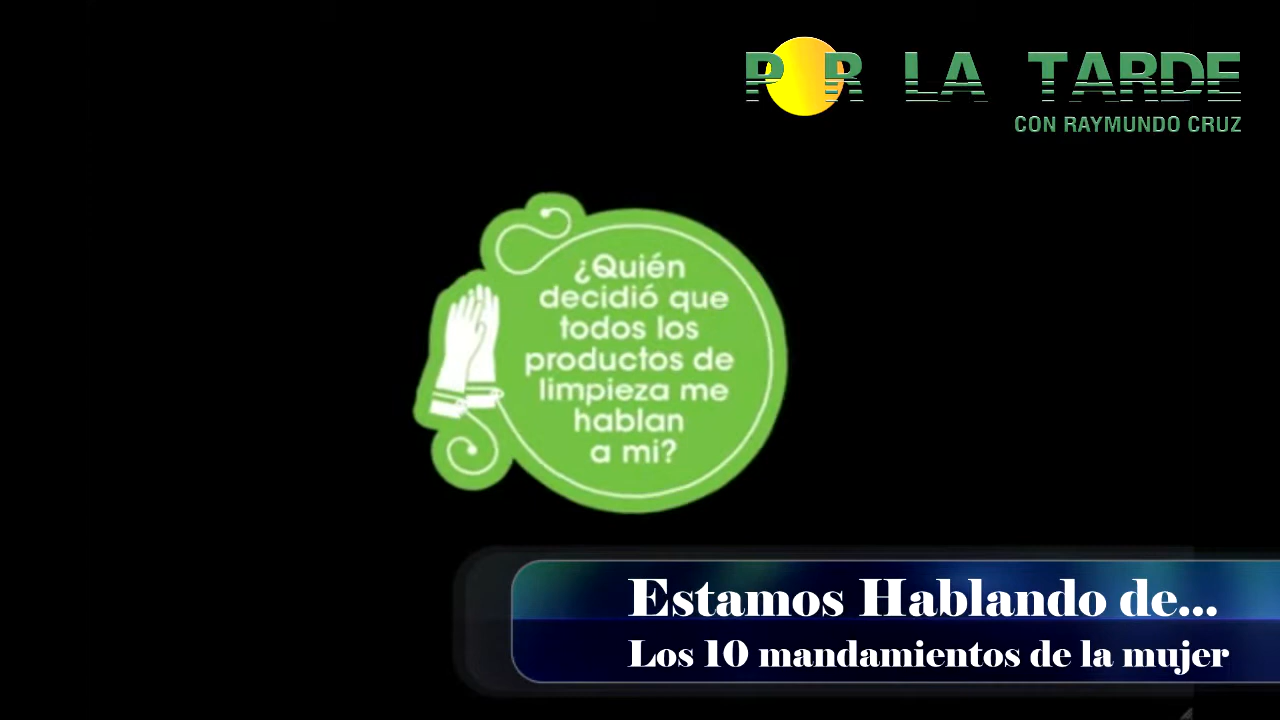 POR LA TARDE
CON RAYMUNDO CRUZ
¿Quién
decidió que
todos los
productos de
limpieza me
hablan
a mi?
Estamos Hablando de...
Los 10 mandamientos de la mujer